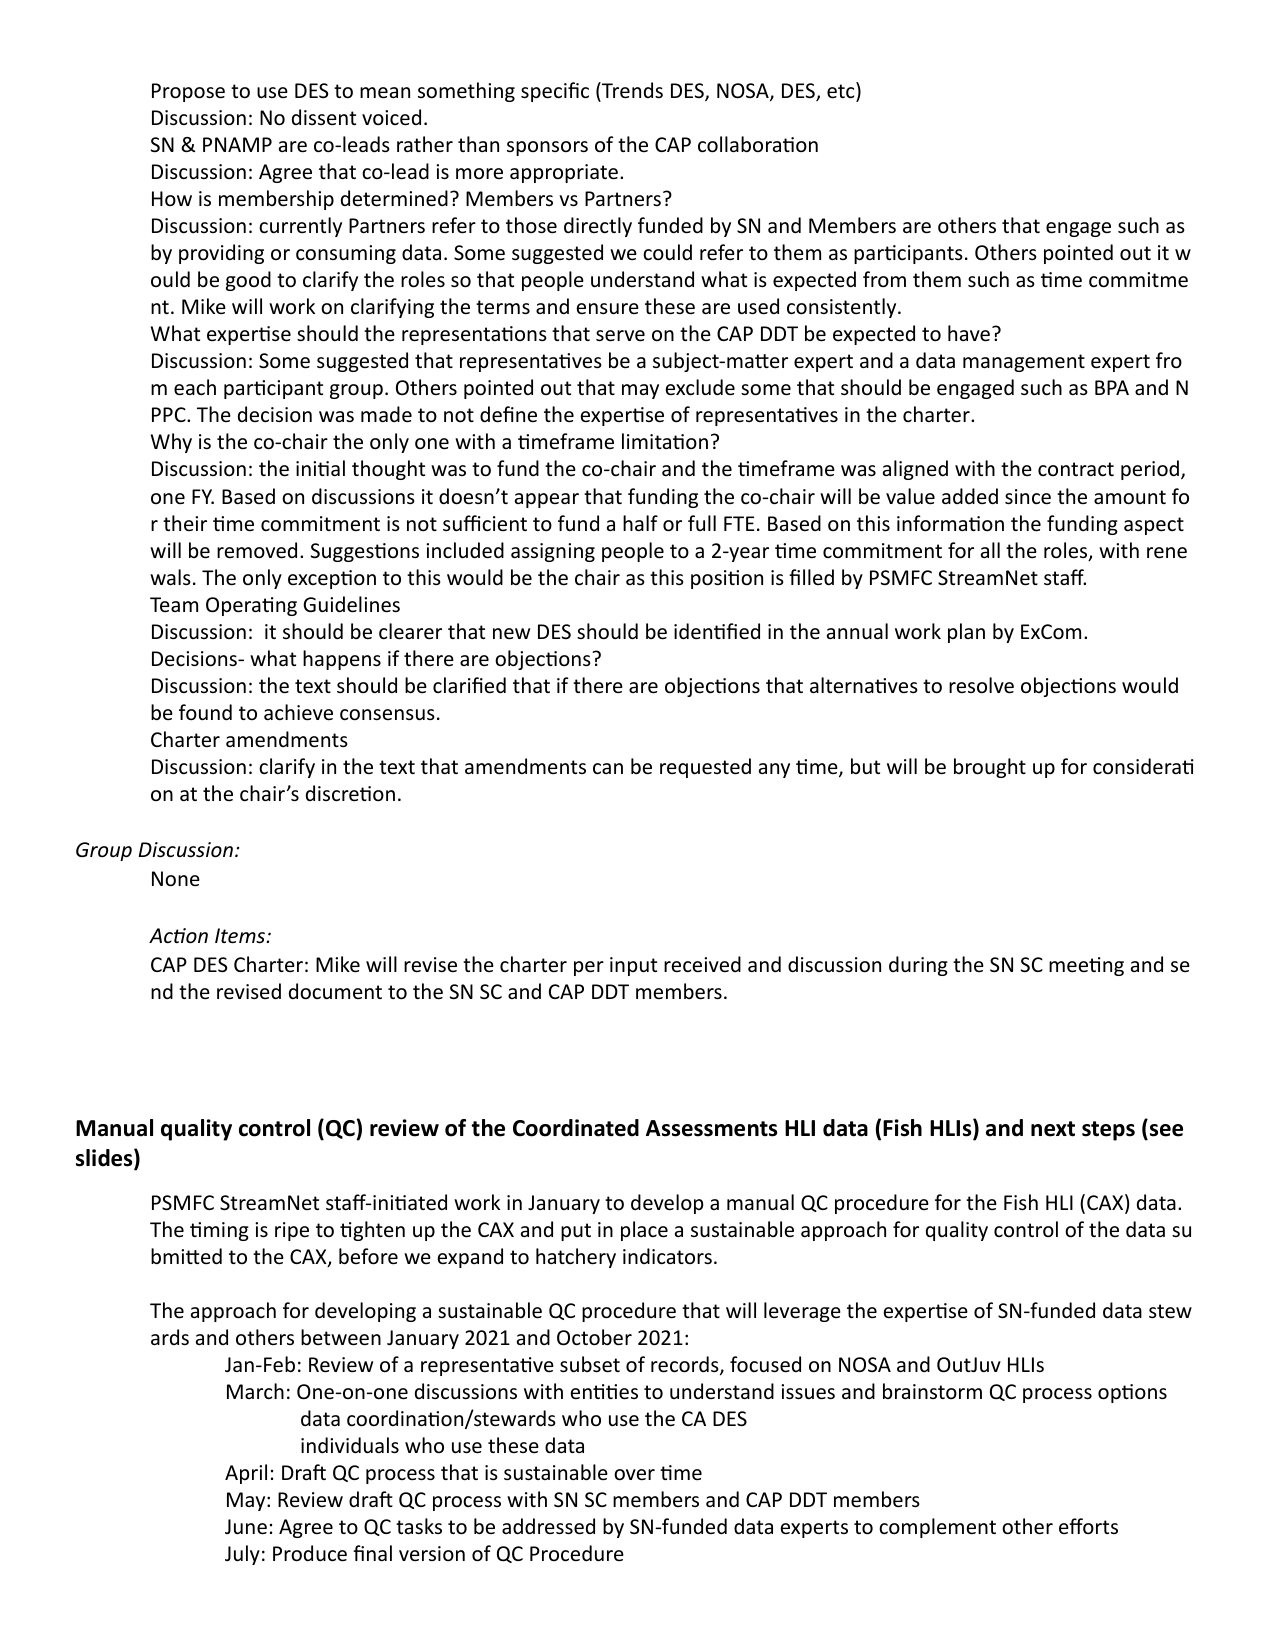 Propose to use DES to mean something specific (Trends DES, NOSA, DES, etc)
Discussion: No dissent voiced.
SN & PNAMP are co-leads rather than sponsors of the CAP collaboration
Discussion: Agree that co-lead is more appropriate.
How is membership determined? Members vs Partners?
Discussion: currently Partners refer to those directly funded by SN and Members are others that engage such as
by providing or consuming data. Some suggested we could refer to them as participants. Others pointed out it w
ould be good to clarify the roles so that people understand what is expected from them such as time commitme
nt. Mike will work on clarifying the terms and ensure these are used consistently.
What expertise should the representations that serve on the CAP DDT be expected to have?
Discussion: Some suggested that representatives be a subject-matter expert and a data management expert fro
m each participant group. Others pointed out that may exclude some that should be engaged such as BPA and N
PPC. The decision was made to not define the expertise of representatives in the charter.
Why is the co-chair the only one with a timeframe limitation?
Discussion: the initial thought was to fund the co-chair and the timeframe was aligned with the contract period,
one FY. Based on discussions it doesn’t appear that funding the co-chair will be value added since the amount fo
r their time commitment is not sufficient to fund a half or full FTE. Based on this information the funding aspect
will be removed. Suggestions included assigning people to a 2-year time commitment for all the roles, with rene
wals. The only exception to this would be the chair as this position is filled by PSMFC StreamNet staff.
Team Operating Guidelines
Discussion:  it should be clearer that new DES should be identified in the annual work plan by ExCom.
Decisions- what happens if there are objections?
Discussion: the text should be clarified that if there are objections that alternatives to resolve objections would
be found to achieve consensus.
Charter amendments
Discussion: clarify in the text that amendments can be requested any time, but will be brought up for considerati
on at the chair’s discretion.
Group Discussion:
None
Action Items:
CAP DES Charter: Mike will revise the charter per input received and discussion during the SN SC meeting and se
nd the revised document to the SN SC and CAP DDT members.
Manual quality control (QC) review of the Coordinated Assessments HLI data (Fish HLIs) and next steps (see
slides)
PSMFC StreamNet staff-initiated work in January to develop a manual QC procedure for the Fish HLI (CAX) data.
The timing is ripe to tighten up the CAX and put in place a sustainable approach for quality control of the data su
bmitted to the CAX, before we expand to hatchery indicators.
The approach for developing a sustainable QC procedure that will leverage the expertise of SN-funded data stew
ards and others between January 2021 and October 2021:
Jan-Feb: Review of a representative subset of records, focused on NOSA and OutJuv HLIs
March: One-on-one discussions with entities to understand issues and brainstorm QC process options
data coordination/stewards who use the CA DES
individuals who use these data
April: Draft QC process that is sustainable over time
May: Review draft QC process with SN SC members and CAP DDT members
June: Agree to QC tasks to be addressed by SN-funded data experts to complement other efforts
July: Produce final version of QC Procedure